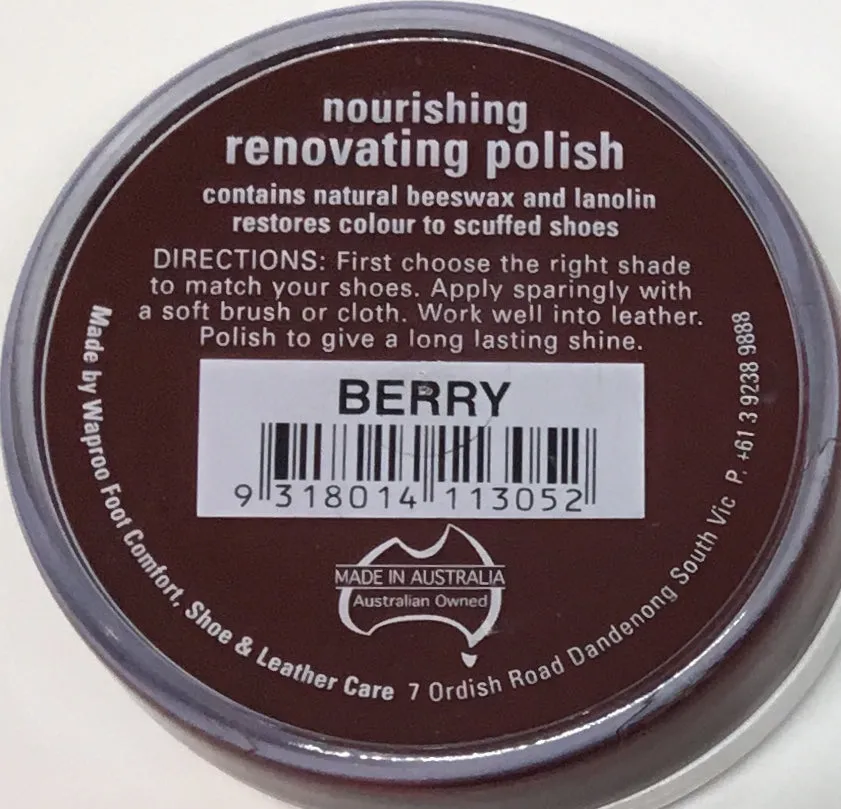 nourishing
renovating polish
contains natural beeswax and lanolin
restores colour to scuffed shoes
DIRECTIONS: First choose the right shade
to match your shoes. Apply sparingly with
a soft brush or cloth. Work well into leather.
Polish to give a long lasting shine.
BERRY
9 318014 113052
MADE IN AUSTRALIA
Australian Owned
Made by Waproo Foot Comfort, Shoe & Leather Care 7 Ordish Road Dandenong South Vic P. +61 3 9238 9888